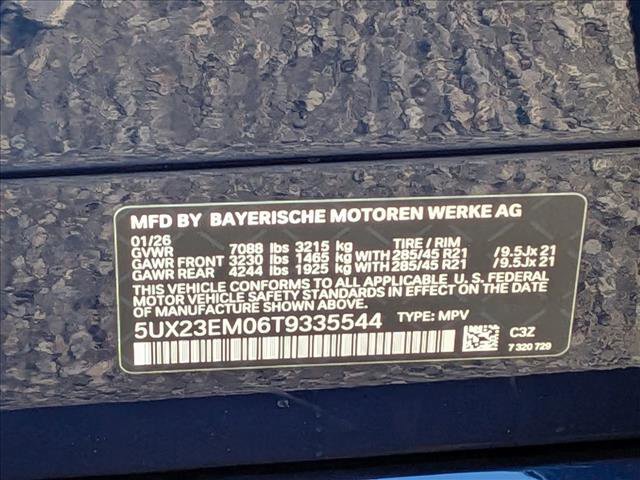 MFD BY BAYERISCHE MOTOREN WERKE AG
01/26
GVWR 7088 lbs 3215 kg TIRE / RIM
GAWR FRONT 3230 lbs 1465 kg WITH 285/45 R21 / 9.5Jx 21
GAWR REAR 4244 lbs 1925 kg WITH 285/45 R21 / 9.5Jx 21
THIS VEHICLE CONFORMS TO ALL APPLICABLE U. S. FEDERAL
MOTOR VEHICLE SAFETY STANDARDS IN EFFECT ON THE DATE
OF MANUFACTURE SHOWN ABOVE.
5UX23EM06T9335544 TYPE: MPV
C3Z
7 320 729